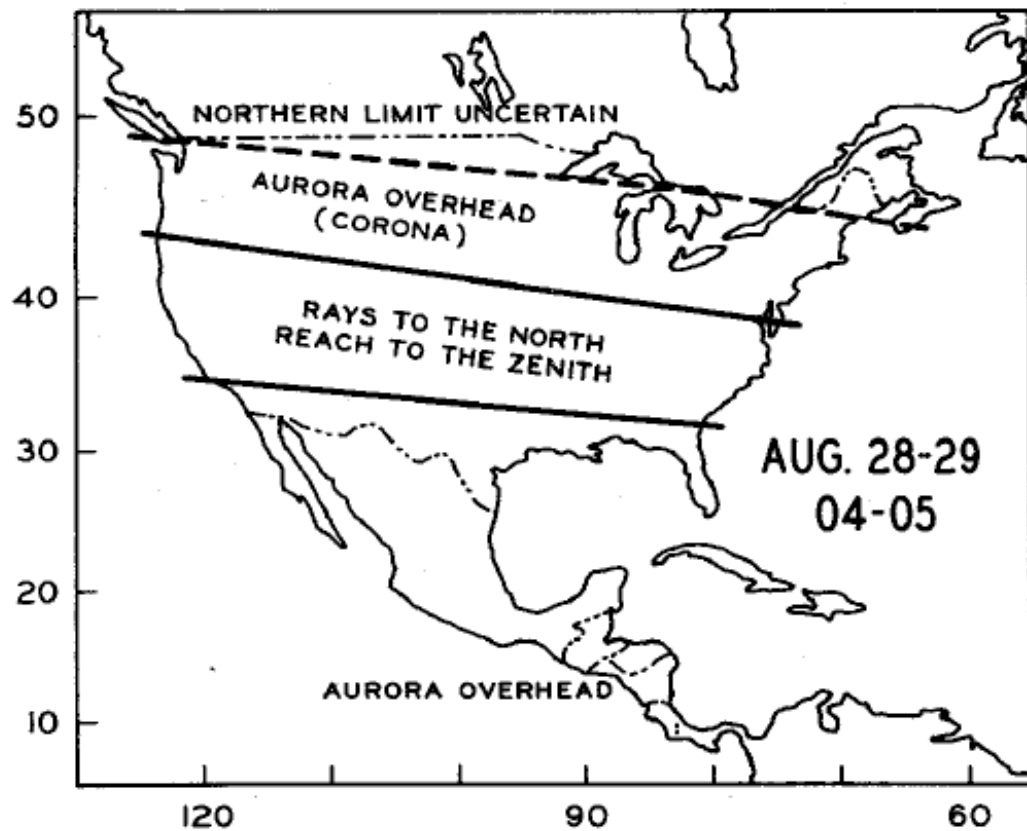 50
NORTHERN LIMIT UNCERTAIN
AURORA OVERHEAD
(CORONA)
40
RAYS TO THE NORTH
REACH TO THE ZENITH
30
AUG. 28-29
04-05
20
AURORA OVERHEAD
10
120
90
60